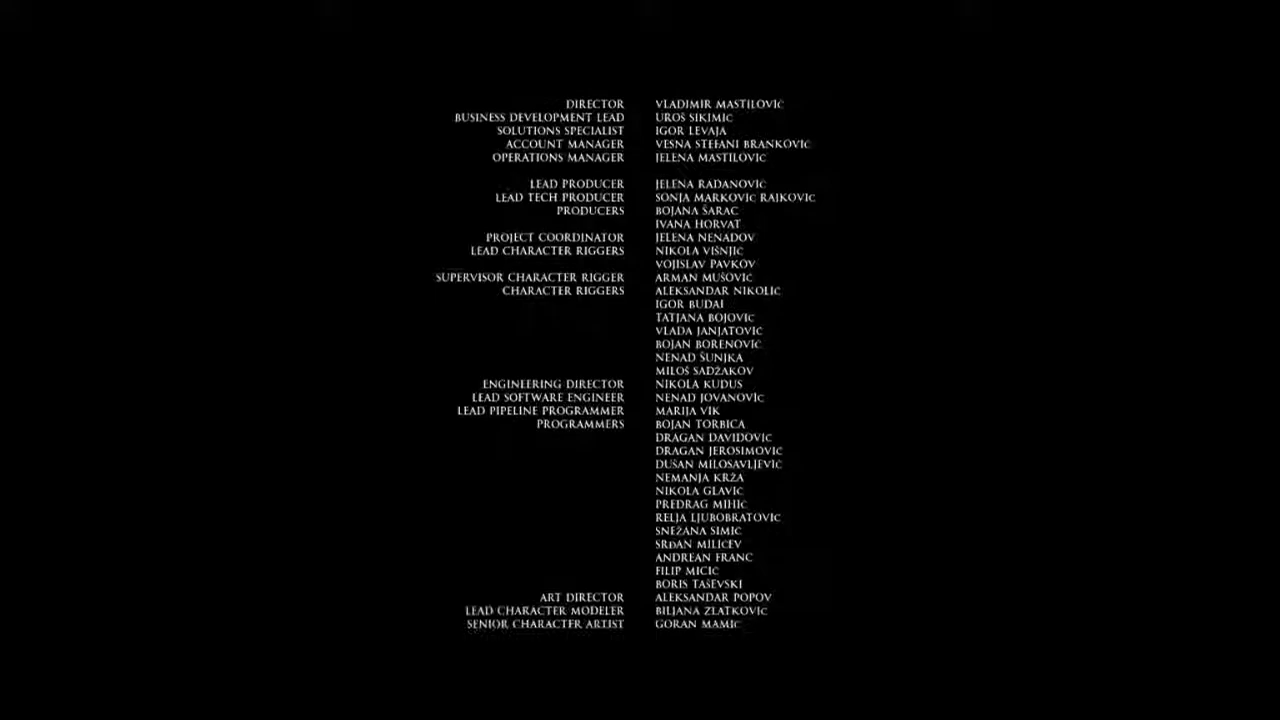 DIRECTOR VLADIMIR MASTILOVIĆ
BUSINESS DEVELOPMENT LEAD UROŠ SIKIMIĆ
SOLUTIONS SPECIALIST IGOR LEVAJA
ACCOUNT MANAGER VESNA STEFANI BRANKOVIĆ
OPERATIONS MANAGER JELENA MASTILOVIĆ
LEAD PRODUCER JELENA RADANOVIĆ
LEAD TECH PRODUCER SONJA MARKOVIĆ RAJKOVIĆ
PRODUCERS BOJANA ŠARAC
IVANA HORVAT
PROJECT COORDINATOR JELENA NENADOV
LEAD CHARACTER RIGGERS NIKOLA VIŠNJIĆ
VOJISLAV PAVKOV
SUPERVISOR CHARACTER RIGGER ARMAN MUŠOVIĆ
CHARACTER RIGGERS ALEKSANDAR NIKOLIĆ
IGOR BUDAI
TATJANA BOJOVIĆ
VLADA JANJATOVIĆ
BOJAN BORENOVIĆ
NENAD ŠUNJKA
MILOŠ SADŽAKOV
ENGINEERING DIRECTOR NIKOLA KUDUS
LEAD SOFTWARE ENGINEER NENAD JOVANOVIĆ
LEAD PIPELINE PROGRAMMER MARIJA VIK
PROGRAMMERS BOJAN TORBICA
DRAGAN DAVIDOVIĆ
DRAGAN JEROSIMOVIĆ
DUŠAN MILOSAVLJEVIĆ
NEMANJA KRŽA
NIKOLA GLAVIĆ
PREDRAG MIHIĆ
RELJA LJUBOBRATOVIĆ
SNEŽANA SIMIĆ
SRĐAN MILIĆEV
ANDREAN FRANC
FILIP MICIĆ
BORIS TAŠEVSKI
ART DIRECTOR ALEKSANDAR POPOV
LEAD CHARACTER MODELER BILJANA ZLATKOVIĆ
SENIOR CHARACTER ARTIST GORAN MAMIĆ